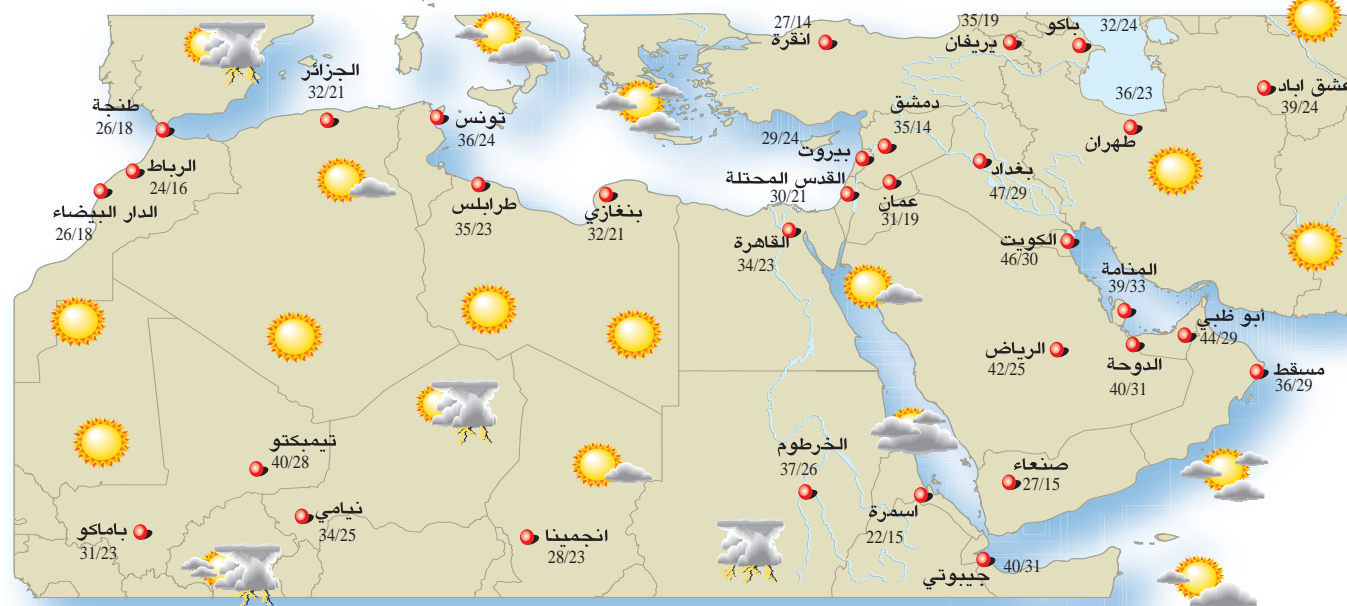 27/14
انقرة
35/19
يريفان
باكو
32/24
عشق اباد
39/24
36/23
طهران
الجزائر
32/21
طنجة
26/18
تونس
36/24
دمشق
35/14
29/24
بيروت
بغداد
47/29
الرباط
24/16
القدس المحتلة
30/21
عمان
31/19
الدار البيضاء
26/18
طرابلس
35/23
بنغازي
32/21
القاهرة
34/23
الكويت
46/30
المنامة
39/33
أبو ظبي
44/29
الرياض
42/25
الدوحة
40/31
مسقط
36/29
تيمبكتو
40/28
الخرطوم
37/26
صنعاء
27/15
نيامي
34/25
باماكو
31/23
انجمينا
28/23
اسمرة
22/15
جيبوتي
40/31